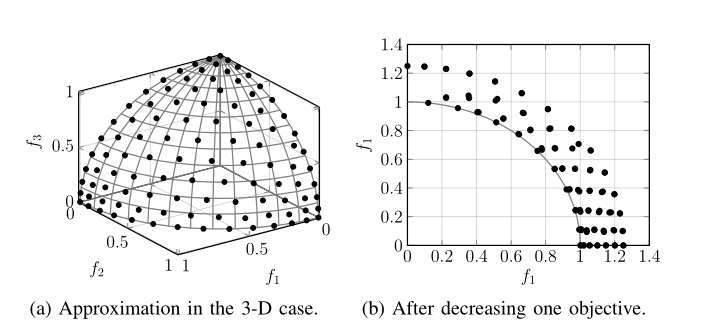 1
0.5
0
f3
0
0.5
1
f2
1
0.5
0
f1
1.4
1.2
1
0.8
0.6
0.4
0.2
0
f1
0 0.2 0.4 0.6 0.8 1 1.2 1.4
f1
(a) Approximation in the 3-D case.
(b) After decreasing one objective.